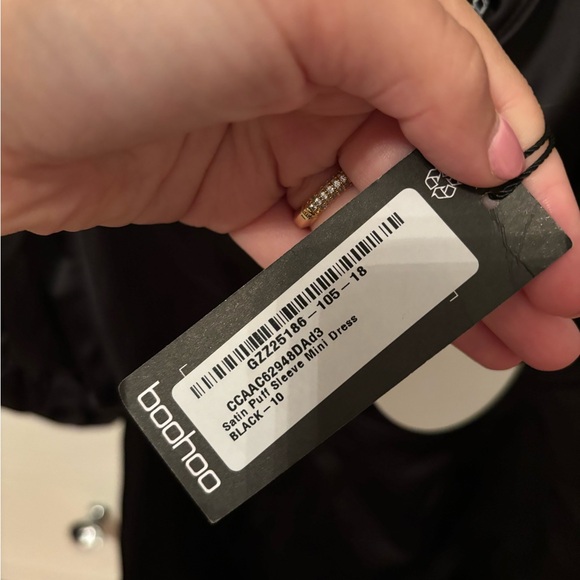 GZZ25186-105-18
CCAAC62948DAd3
Satin Puff Sleeve Mini Dress
BLACK-10
boohoo